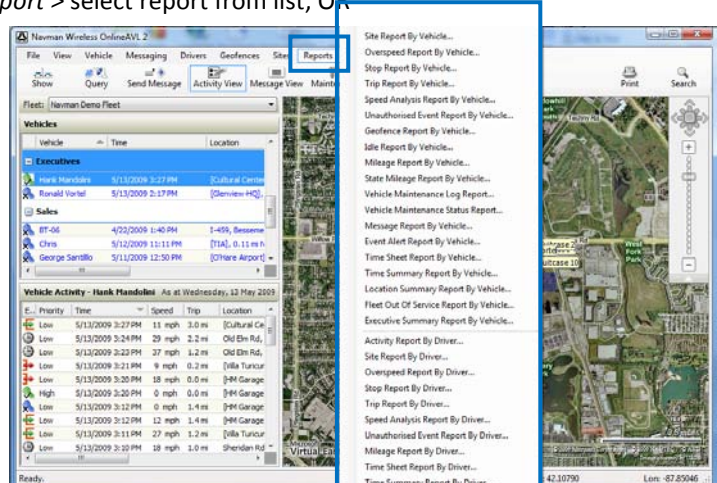 port > select report from list, OR
Navman Wireless OnlineAVL 2
File View Vehicle Messaging Drivers Geofences Sites Reports
Show Query Send Message Activity View Message View Print Search
Fleet: Navman Demo Fleet
Vehicles
Vehicle Time Location
Executives
Hank Mandolini 5/13/2009 3:27 PM [Cultural Center
Ronald Vortel 5/13/2009 2:17 PM [Glenview HQ],
Sales
BT-06 4/22/2009 1:40 PM I-459, Besseme
Chris 5/12/2009 11:11 PM [TIA], 0.11 mi N
George Santillo 5/11/2009 12:50 PM [O'Hare Airport]
Vehicle Activity - Hank Mandolini As at Wednesday, 13 May 2009
E... Priority Time Speed Trip Location
Low 5/13/2009 3:27 PM 11 mph 3.0 mi [Cultural Ce
Low 5/13/2009 3:24 PM 29 mph 2.2 mi Old Elm Rd,
Low 5/13/2009 3:23 PM 37 mph 1.2 mi Old Elm Rd,
Low 5/13/2009 3:21 PM 9 mph 0.2 mi [Villa Turicur
Low 5/13/2009 3:20 PM 18 mph 0.0 mi [HM Garage
High 5/13/2009 3:20 PM 0 mph 0.0 mi [HM Garage
Low 5/13/2009 3:12 PM 0 mph 1.4 mi [HM Garage
Low 5/13/2009 3:12 PM 12 mph 1.4 mi [HM Garage
Low 5/13/2009 3:11 PM 27 mph 1.2 mi [Villa Turicur
Low 5/13/2009 3:10 PM 18 mph 1.0 mi Sheridan Rd
Ready.
Site Report By Vehicle...
Overspeed Report By Vehicle...
Stop Report By Vehicle...
Trip Report By Vehicle...
Speed Analysis Report By Vehicle...
Unauthorised Event Report By Vehicle...
Geofence Report By Vehicle...
Idle Report By Vehicle...
Mileage Report By Vehicle...
State Mileage Report By Vehicle...
Vehicle Maintenance Log Report...
Vehicle Maintenance Status Report...
Message Report By Vehicle...
Event Alert Report By Vehicle...
Time Sheet Report By Vehicle...
Time Summary Report By Vehicle...
Location Summary Report By Vehicle...
Fleet Out Of Service Report By Vehicle...
Executive Summary Report By Vehicle...
Activity Report By Driver...
Site Report By Driver...
Overspeed Report By Driver...
Stop Report By Driver...
Trip Report By Driver...
Speed Analysis Report By Driver...
Unauthorised Event Report By Driver...
Mileage Report By Driver...
Time Sheet Report By Driver...
Time Summary Report By Driver...
Techny Rd
West Park
Virtual Ear
42.10790 Lon: -87.85046